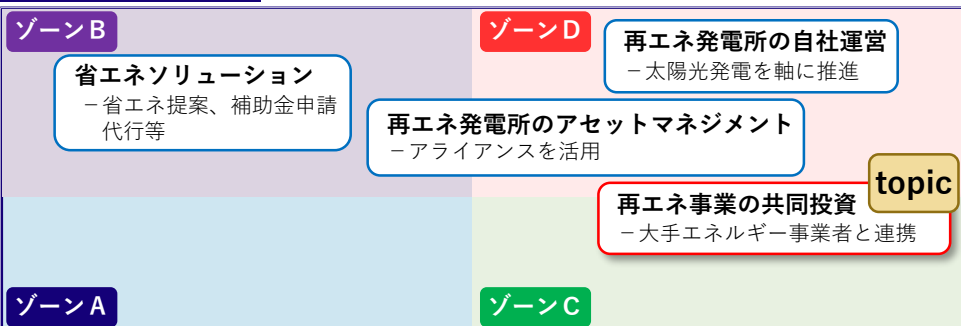 ゾーンB
省エネソリューション
－省エネ提案、補助金申請
代行等
ゾーンD
再エネ発電所の自社運営
－太陽光発電を軸に推進
再エネ発電所のアセットマネジメント
－アライアンスを活用
topic
再エネ事業の共同投資
－大手エネルギー事業者と連携
ゾーンA
ゾーンC